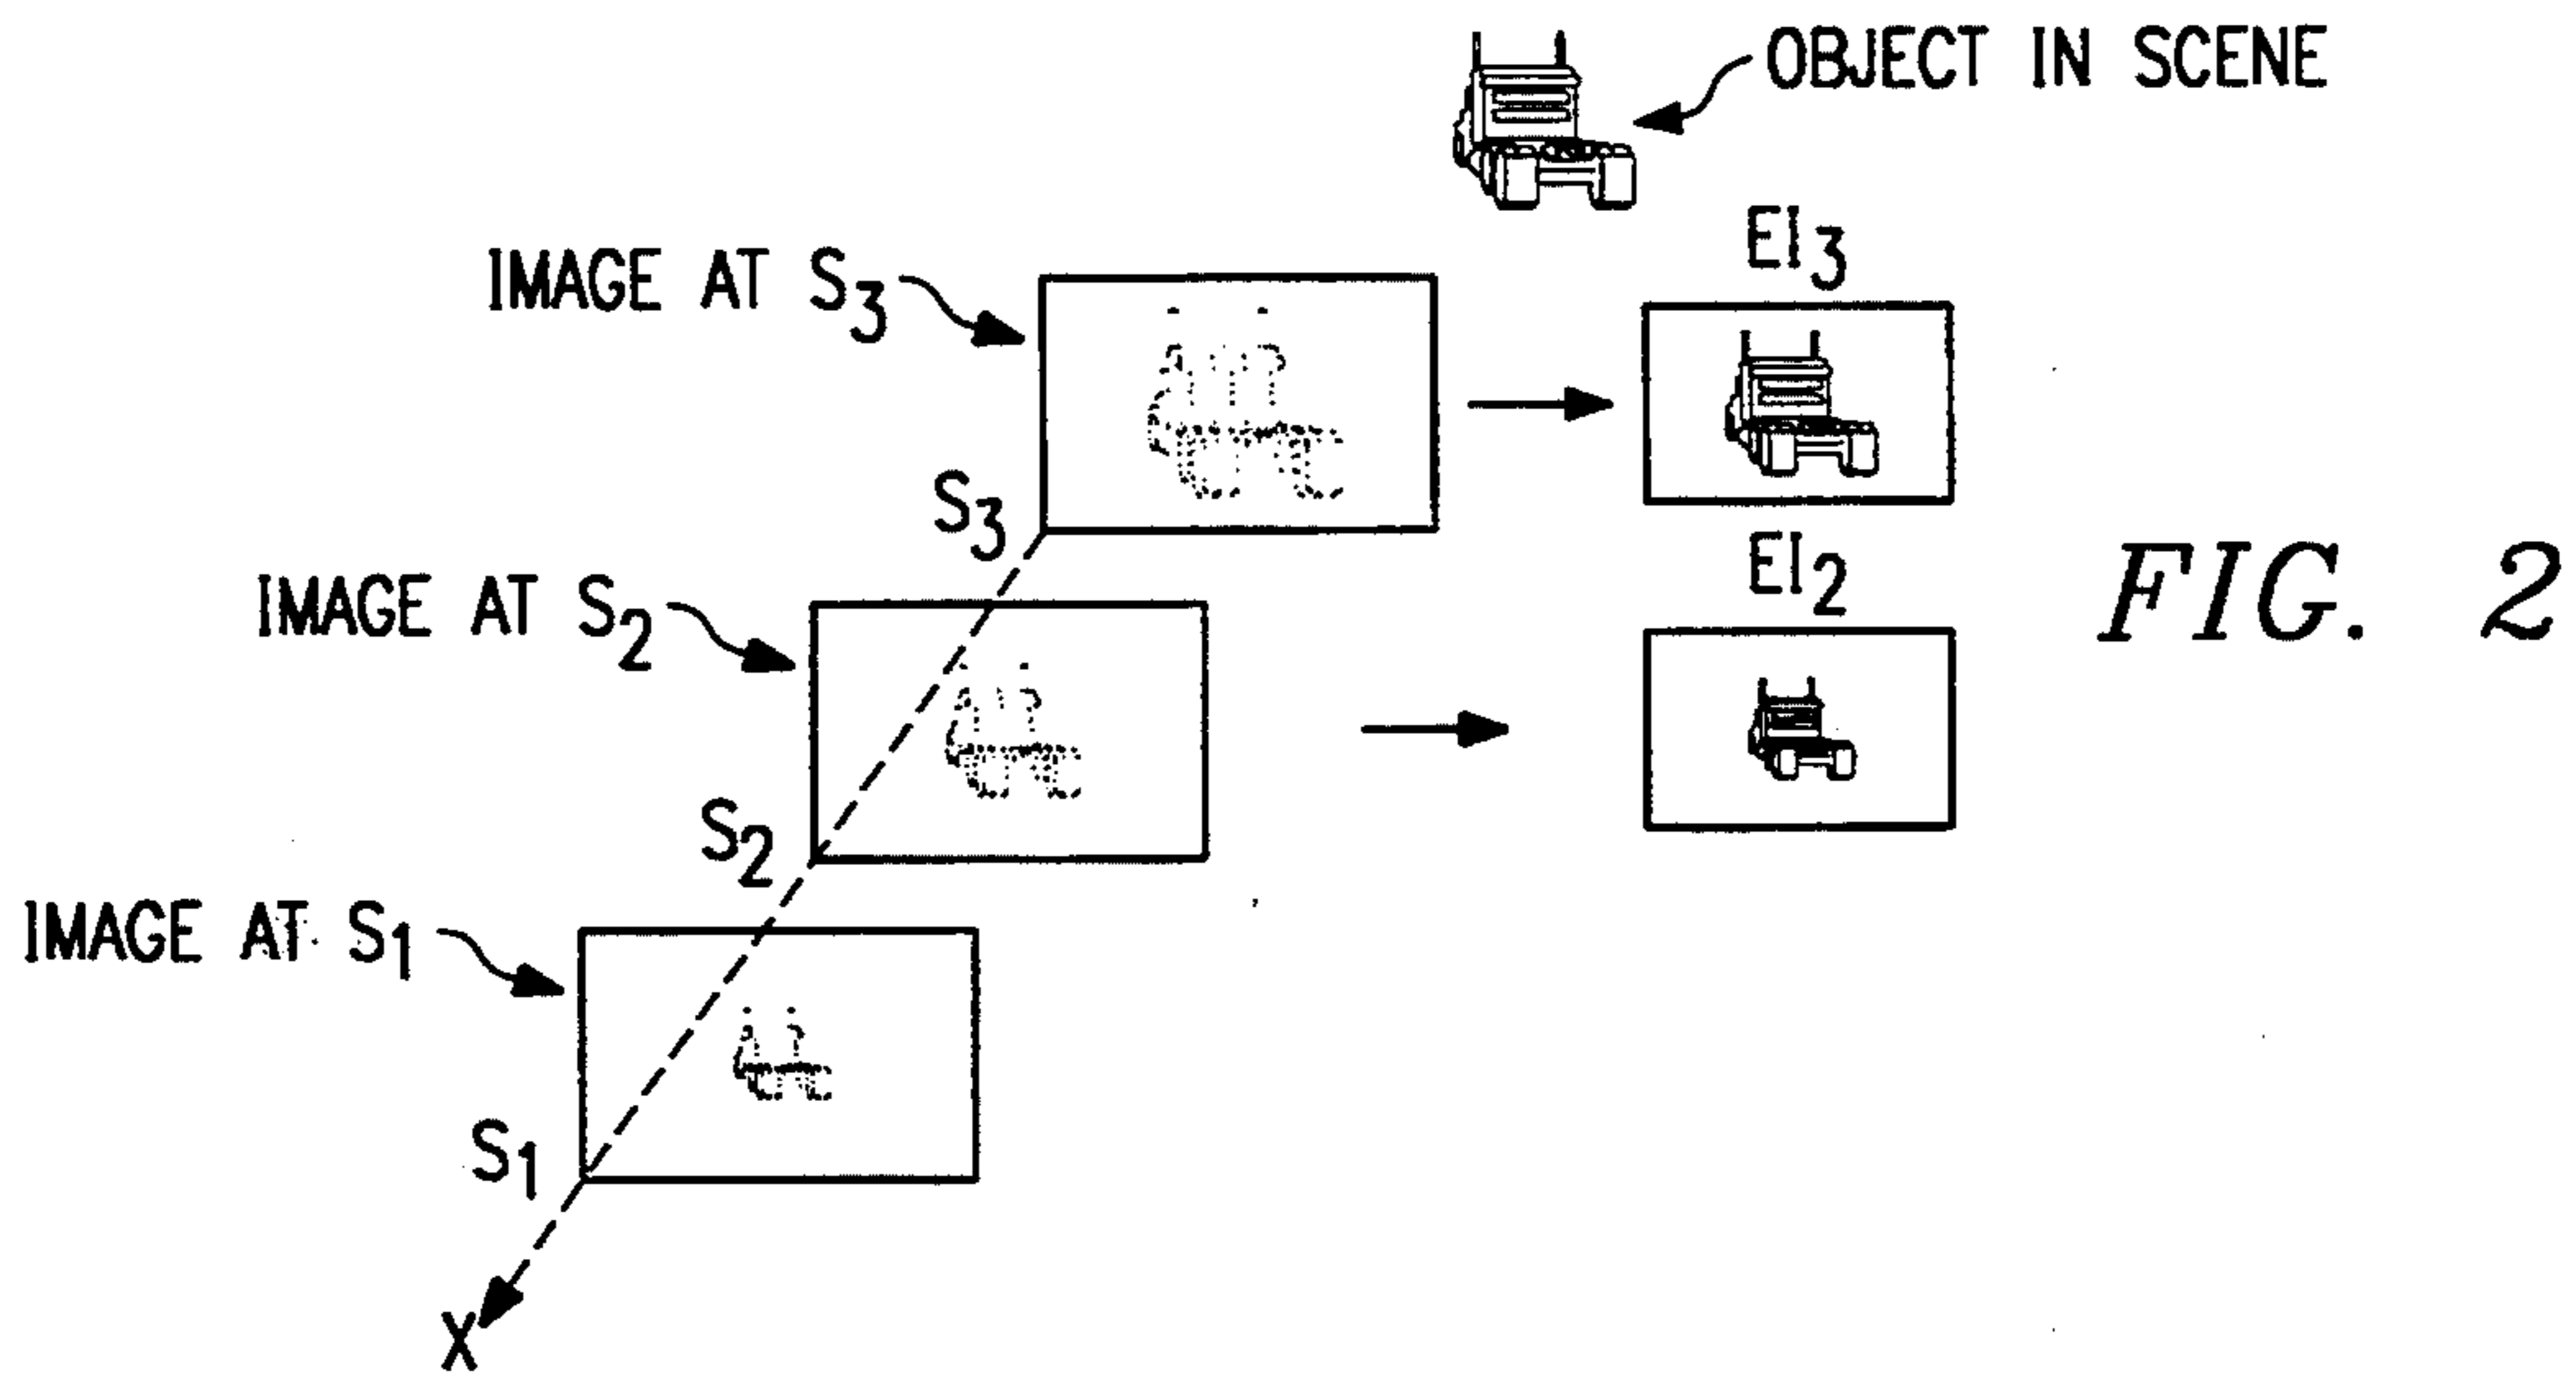 OBJECT IN SCENE
EI3
IMAGE AT S3
S3
EI2
FIG. 2
IMAGE AT S2
S2
IMAGE AT S1
S1
X